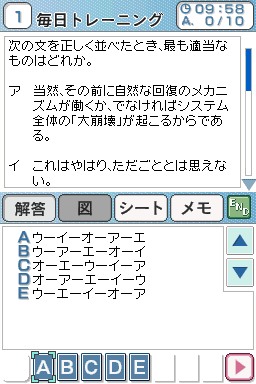 1 毎日トレーニング 09:58
A. 0/10
次の文を正しく並べたとき、最も適当な
ものはどれか。
ア 当然、その前に自然な回復のメカニ
ズムが働くか、でなければシステム
全体の「大崩壊」が起こるからであ
る。
イ これはやはり、ただごととは思えな
い。
解答 図 シート メモ END
A ウーイーオーアーエ
B ウーアーエーオーイ
C オーエーウーイーア
D オーアーエーイーウ
E ウーエーイーオーア
A B C D E